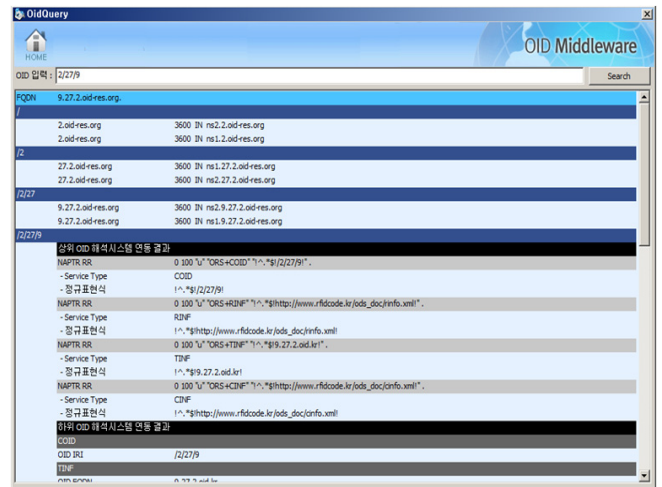 OidQuery
HOME
OID Middleware
OID 입력 : 2/27/9 Search
FQDN 9.27.2.oid-res.org.
/
2.oid-res.org 3600 IN ns2.2.oid-res.org
2.oid-res.org 3600 IN ns1.2.oid-res.org
/2
27.2.oid-res.org 3600 IN ns1.27.2.oid-res.org
27.2.oid-res.org 3600 IN ns2.27.2.oid-res.org
/2/27
9.27.2.oid-res.org 3600 IN ns2.9.27.2.oid-res.org
9.27.2.oid-res.org 3600 IN ns1.9.27.2.oid-res.org
/2/27/9
상위 OID 해석시스템 연동 결과
NAPTR RR 0 100 "u" "ORS+COID" "!^.*$!/2/27/9!" .
- Service Type COID
- 정규표현식 !^.*$!/2/27/9!
NAPTR RR 0 100 "u" "ORS+RINF" "!^.*$!http://www.rfidcode.kr/ods_doc/rinfo.xml!" .
- Service Type RINF
- 정규표현식 !^.*$!http://www.rfidcode.kr/ods_doc/rinfo.xml!
NAPTR RR 0 100 "u" "ORS+TINF" "!^.*$!9.27.2.oid.kr!" .
- Service Type TINF
- 정규표현식 !^.*$!9.27.2.oid.kr!
NAPTR RR 0 100 "u" "ORS+CINF" "!^.*$!http://www.rfidcode.kr/ods_doc/cinfo.xml!" .
- Service Type CINF
- 정규표현식 !^.*$!http://www.rfidcode.kr/ods_doc/cinfo.xml!
하위 OID 해석시스템 연동 결과
COID
OID IRI /2/27/9
TINF
OID FQDN 9.27.2.oid.kr